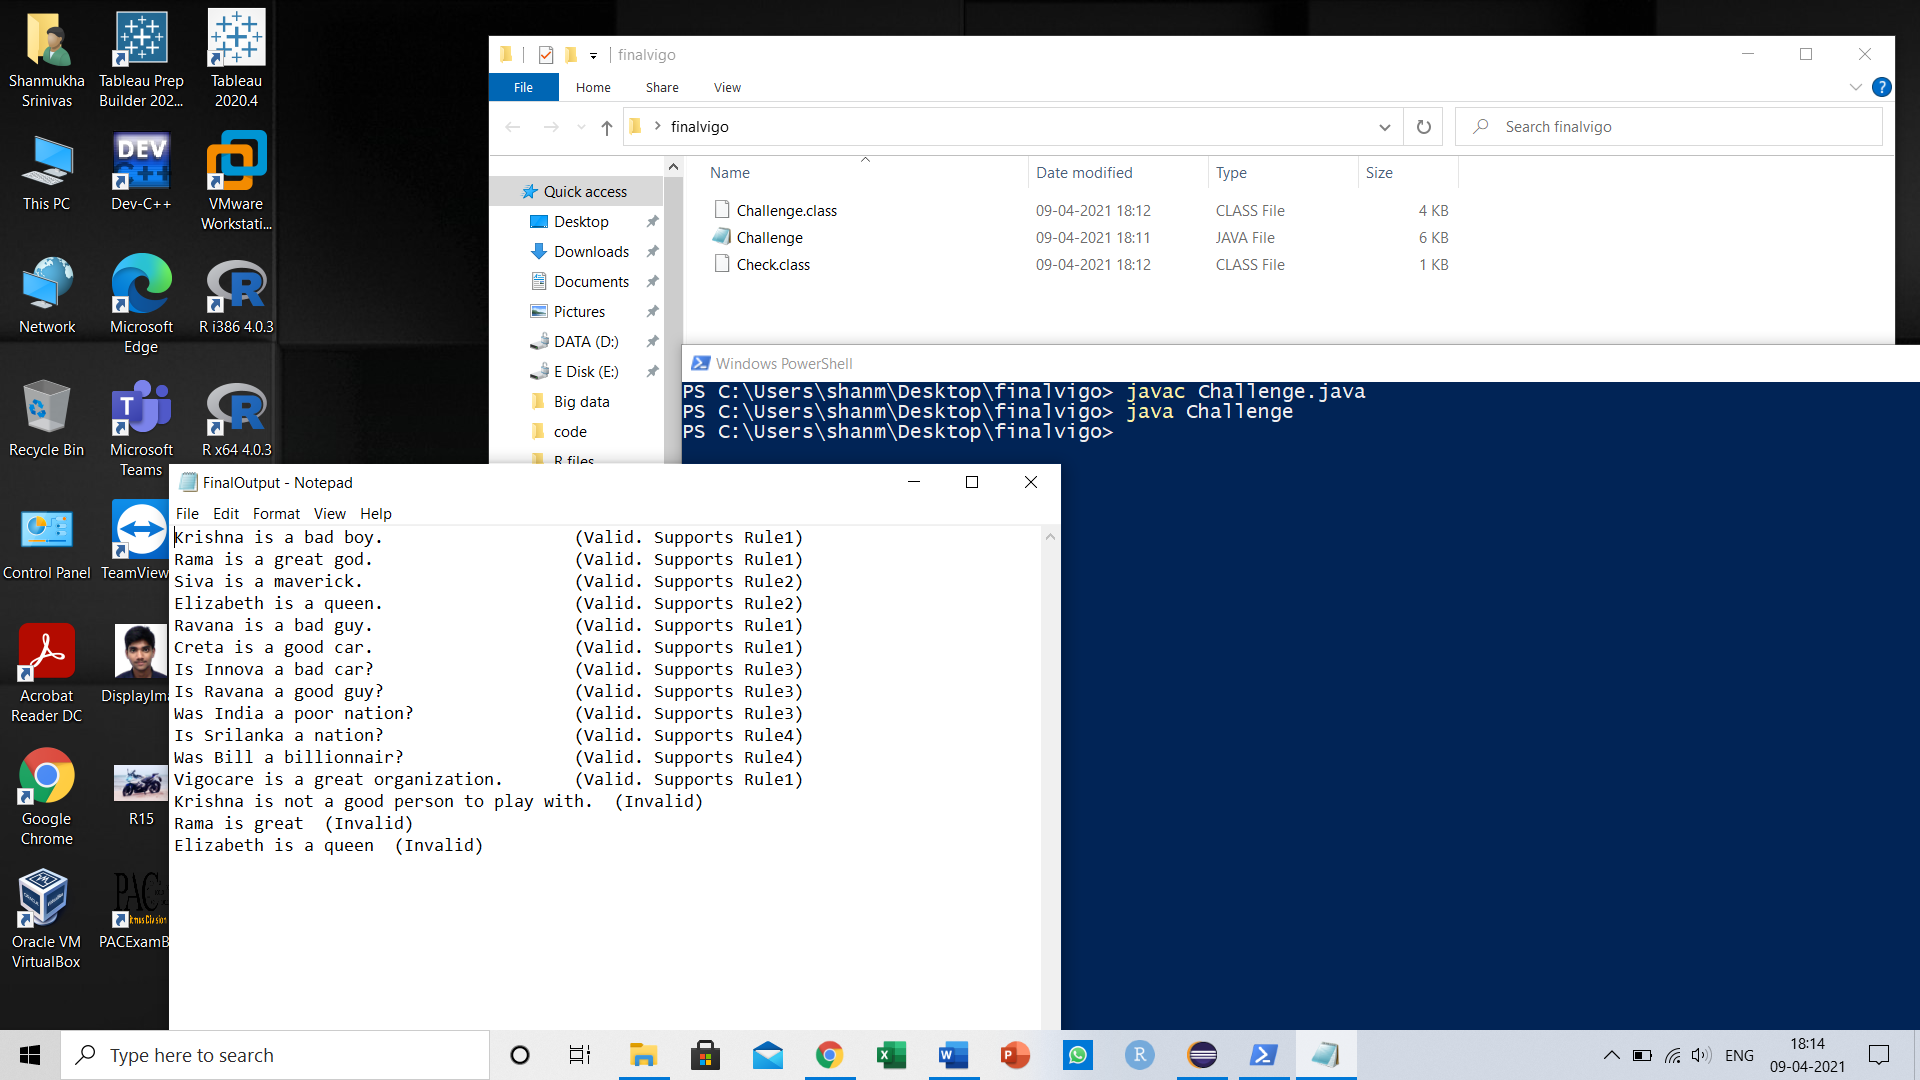 Shanmukha
Srinivas
Tableau Prep
Builder 202...
Tableau
2020.4
This PC
DEV
C++
Dev-C++
VMware
Workstati...
Network
Microsoft
Edge
R i386 4.0.3
Recycle Bin
Microsoft
Teams
R x64 4.0.3
Control Panel
TeamView
Acrobat
Reader DC
DisplayIm
Google
Chrome
R15
Oracle VM
VirtualBox
PAC
PACExamB
finalvigo
File Home Share View
finalvigo
Search finalvigo
Name Date modified Type Size
Challenge.class 09-04-2021 18:12 CLASS File 4 KB
Challenge 09-04-2021 18:11 JAVA File 6 KB
Check.class 09-04-2021 18:12 CLASS File 1 KB
Quick access
Desktop
Downloads
Documents
Pictures
DATA (D:)
E Disk (E:)
Big data
code
R files
Windows PowerShell
PS C:\Users\shanm\Desktop\finalvigo> javac Challenge.java
PS C:\Users\shanm\Desktop\finalvigo> java Challenge
PS C:\Users\shanm\Desktop\finalvigo>
FinalOutput - Notepad
File Edit Format View Help
Krishna is a bad boy. (Valid. Supports Rule1)
Rama is a great god. (Valid. Supports Rule1)
Siva is a maverick. (Valid. Supports Rule2)
Elizabeth is a queen. (Valid. Supports Rule2)
Ravana is a bad guy. (Valid. Supports Rule1)
Creta is a good car. (Valid. Supports Rule1)
Is Innova a bad car? (Valid. Supports Rule3)
Is Ravana a good guy? (Valid. Supports Rule3)
Was India a poor nation? (Valid. Supports Rule3)
Is Srilanka a nation? (Valid. Supports Rule4)
Was Bill a billionnair? (Valid. Supports Rule4)
Vigocare is a great organization. (Valid. Supports Rule1)
Krishna is not a good person to play with. (Invalid)
Rama is great (Invalid)
Elizabeth is a queen (Invalid)
Type here to search
ENG
18:14
09-04-2021